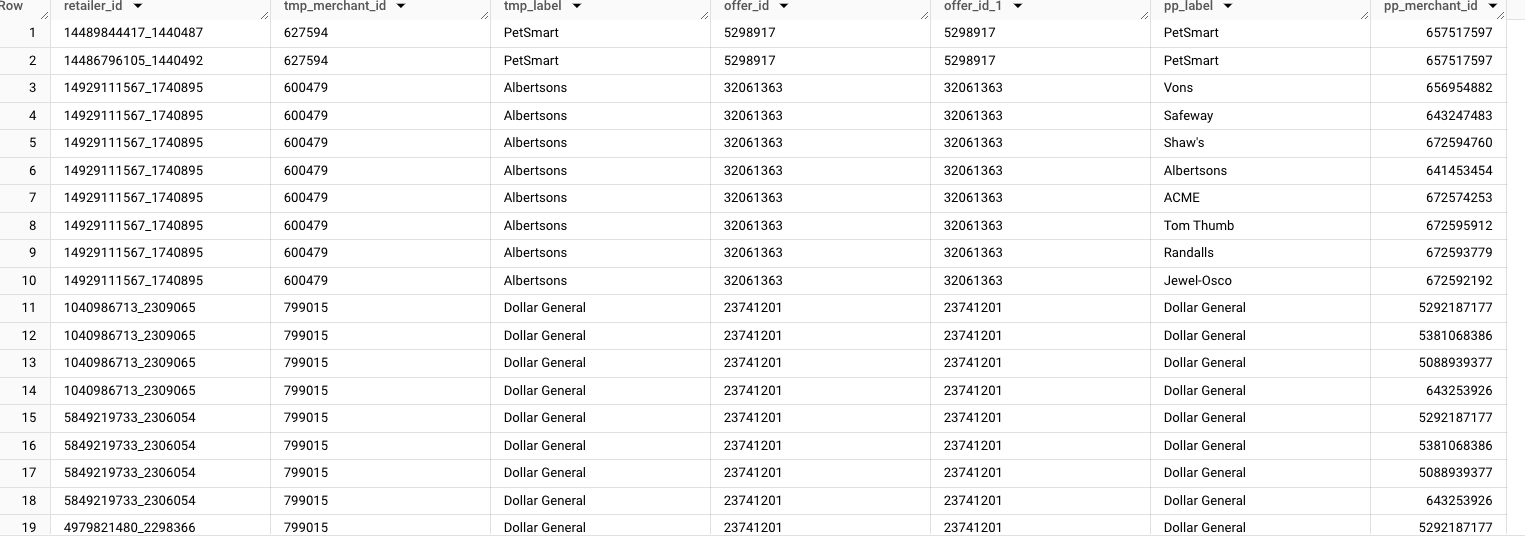 Row retailer_id tmp_merchant_id tmp_label offer_id offer_id_1 pp_label pp_merchant_id
1 14489844417_1440487 627594 PetSmart 5298917 5298917 PetSmart 657517597
2 14486796105_1440492 627594 PetSmart 5298917 5298917 PetSmart 657517597
3 14929111567_1740895 600479 Albertsons 32061363 32061363 Vons 656954882
4 14929111567_1740895 600479 Albertsons 32061363 32061363 Safeway 643247483
5 14929111567_1740895 600479 Albertsons 32061363 32061363 Shaw's 672594760
6 14929111567_1740895 600479 Albertsons 32061363 32061363 Albertsons 641453454
7 14929111567_1740895 600479 Albertsons 32061363 32061363 ACME 672574253
8 14929111567_1740895 600479 Albertsons 32061363 32061363 Tom Thumb 672595912
9 14929111567_1740895 600479 Albertsons 32061363 32061363 Randalls 672593779
10 14929111567_1740895 600479 Albertsons 32061363 32061363 Jewel-Osco 672592192
11 1040986713_2309065 799015 Dollar General 23741201 23741201 Dollar General 5292187177
12 1040986713_2309065 799015 Dollar General 23741201 23741201 Dollar General 5381068386
13 1040986713_2309065 799015 Dollar General 23741201 23741201 Dollar General 5088939377
14 1040986713_2309065 799015 Dollar General 23741201 23741201 Dollar General 643253926
15 5849219733_2306054 799015 Dollar General 23741201 23741201 Dollar General 5292187177
16 5849219733_2306054 799015 Dollar General 23741201 23741201 Dollar General 5381068386
17 5849219733_2306054 799015 Dollar General 23741201 23741201 Dollar General 5088939377
18 5849219733_2306054 799015 Dollar General 23741201 23741201 Dollar General 643253926
19 4979821480_2298366 799015 Dollar General 23741201 23741201 Dollar General 5292187177